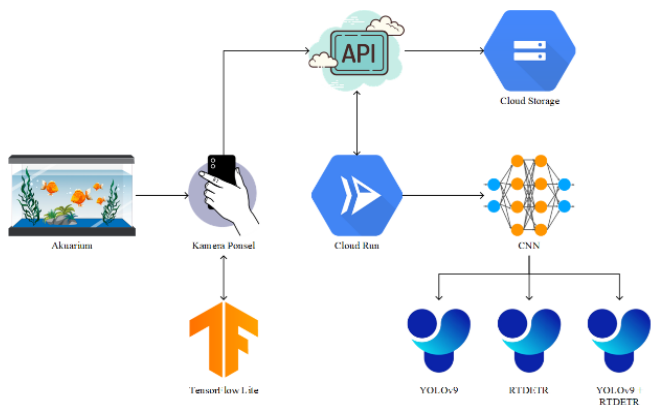 API
Cloud Storage
Akuarium
Kamera Ponsel
Cloud Run
CNN
TensorFlow Lite
YOLOv9
RTDETR
YOLOv9 +
RTDETR